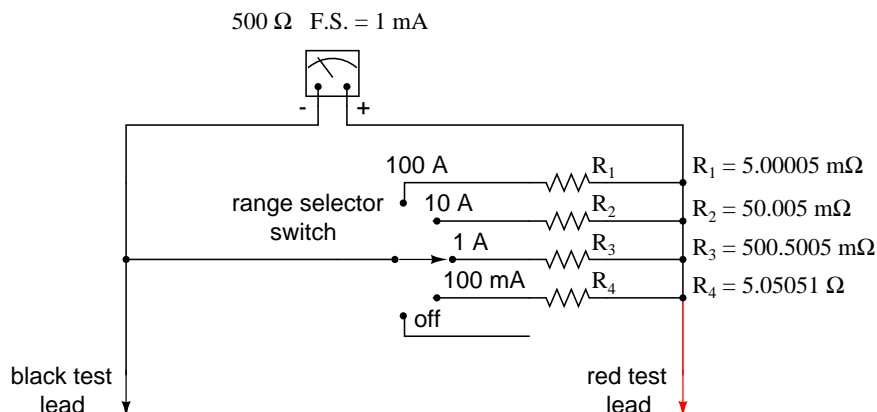 500 Ω F.S. = 1 mA
- +
100 A R₁ R₁ = 5.00005 mΩ
range selector 10 A R₂ R₂ = 50.005 mΩ
switch
1 A R₃ R₃ = 500.5005 mΩ
100 mA R₄ R₄ = 5.05051 Ω
off
black test red test
lead lead